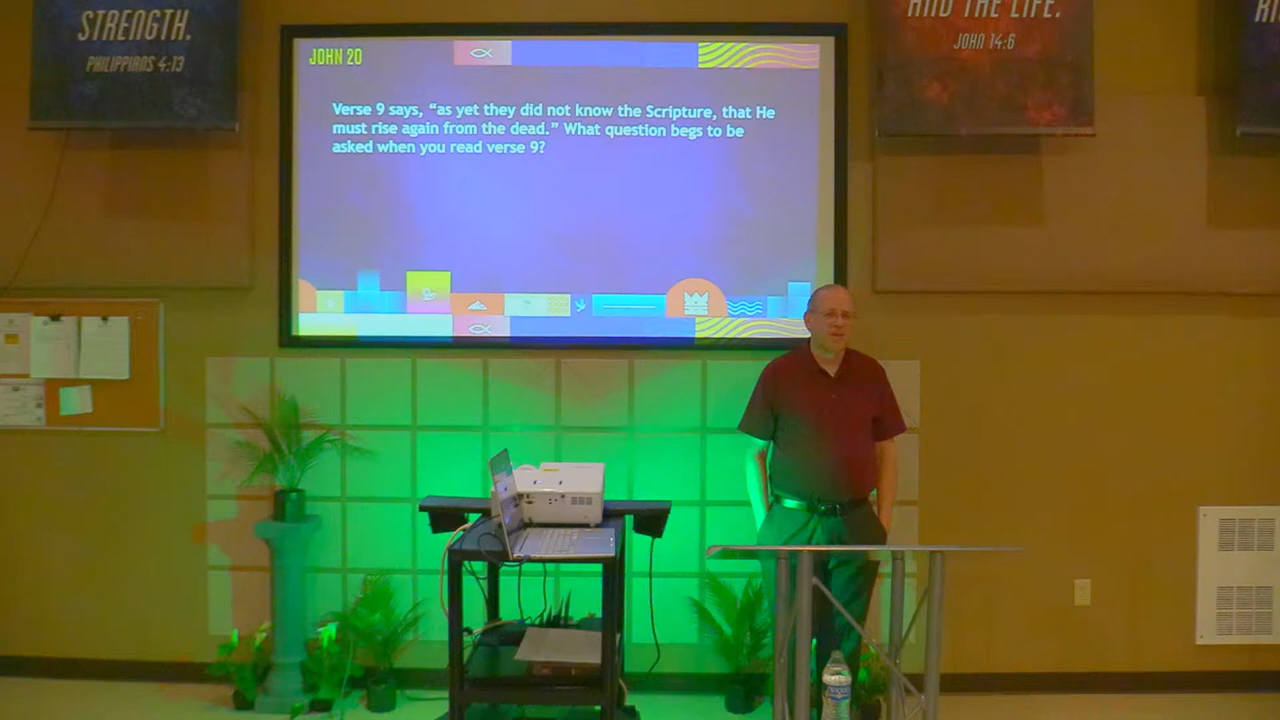 STRENGTH.
PHILIPPIANS 4:13
JOHN 20
Verse 9 says, “as yet they did not know the Scripture, that He
must rise again from the dead.” What question begs to be
asked when you read verse 9?
AND THE LIFE.
JOHN 14:6